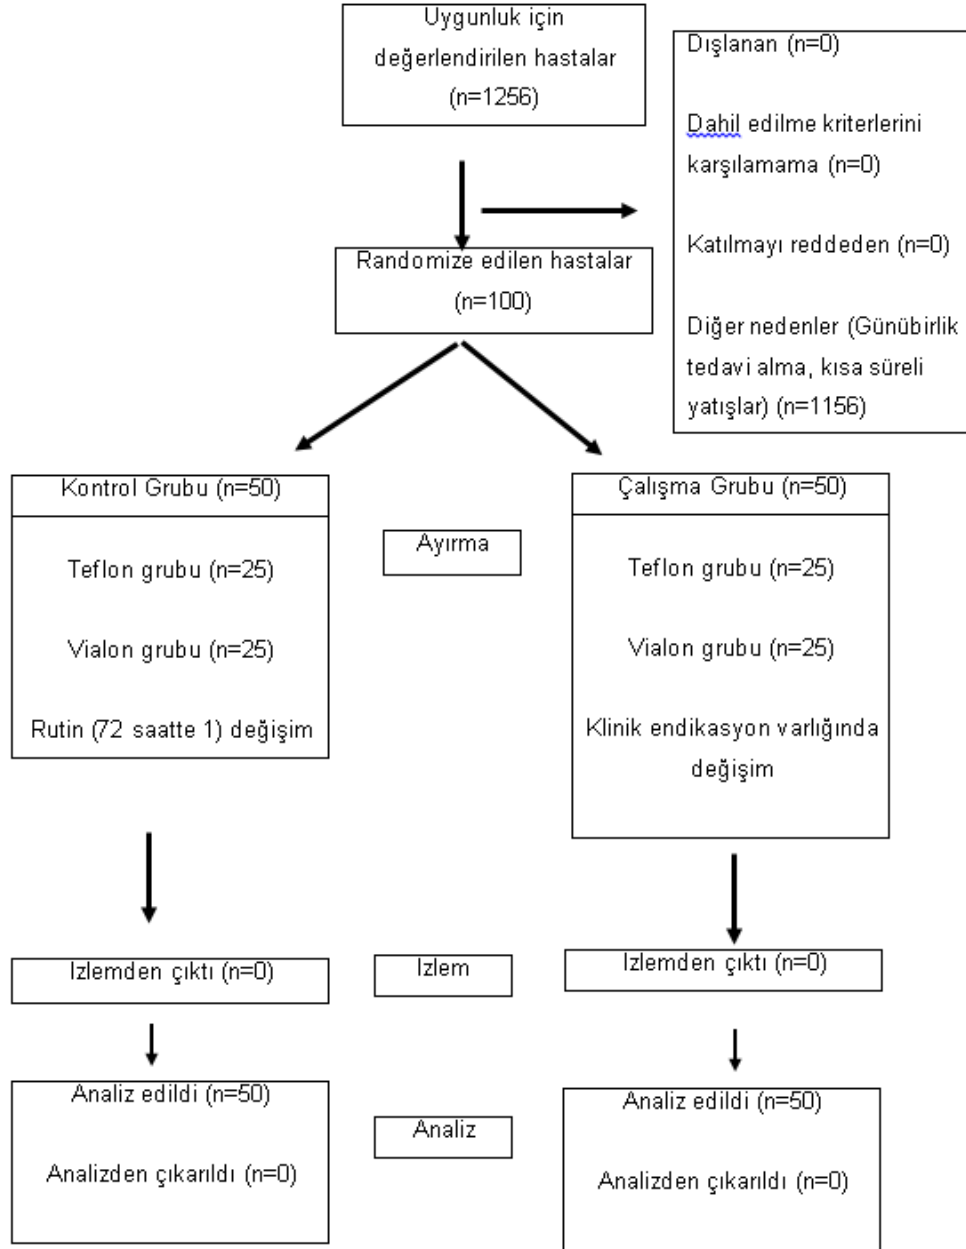 Uygunluk için
değerlendirilen hastalar
(n=1256)
Dışlanan (n=0)
Dahil edilme kriterlerini
karşılamama (n=0)
Katılmayı reddeden (n=0)
Diğer nedenler (Günübirlik
tedavi alma, kısa süreli
yatışlar) (n=1156)
Randomize edilen hastalar
(n=100)
Kontrol Grubu (n=50)
Teflon grubu (n=25)
Vialon grubu (n=25)
Rutin (72 saatte 1) değişim
Ayırma
Çalışma Grubu (n=50)
Teflon grubu (n=25)
Vialon grubu (n=25)
Klinik endikasyon varlığında
değişim
Izlemden çıktı (n=0)
Izlem
Izlemden çıktı (n=0)
Analiz edildi (n=50)
Analizden çıkarıldı (n=0)
Analiz
Analiz edildi (n=50)
Analizden çıkarıldı (n=0)